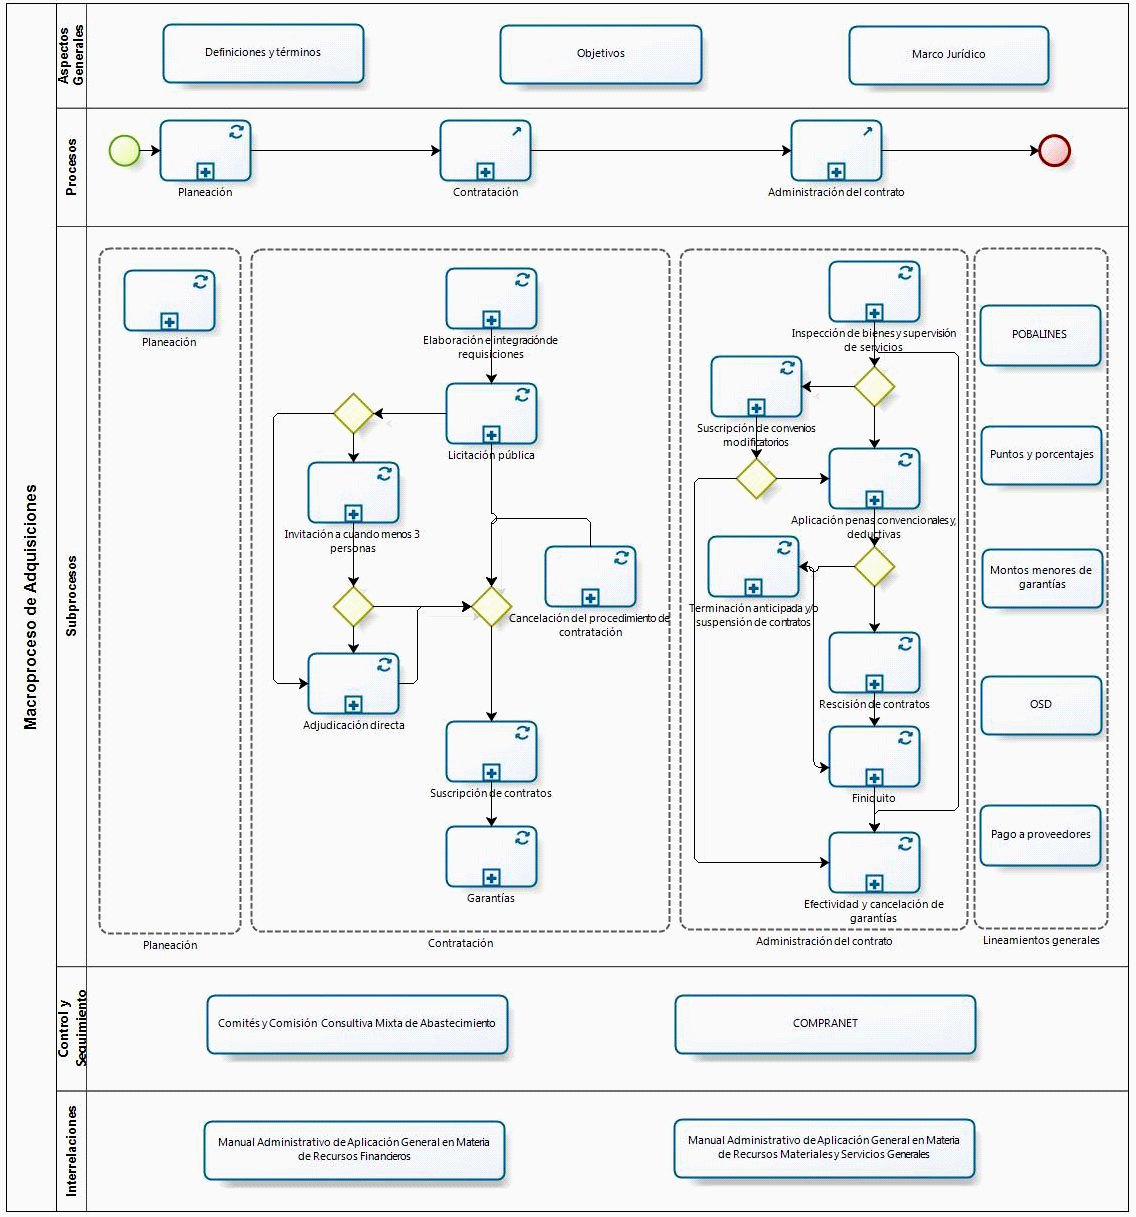 Macroproceso de Adquisiciones
Aspectos
Generales
Definiciones y términos
Objetivos
Marco Jurídico
Procesos
Planeación
Contratación
Administración del contrato
Subprocesos
Planeación
Planeación
Elaboración e integración de
requisiciones
Licitación pública
Invitación a cuando menos 3
personas
Cancelación del procedimiento de
contratación
Adjudicación directa
Suscripción de contratos
Garantías
Contratación
Inspección de bienes y supervisión
de servicios
Suscripción de convenios
modificatorios
Aplicación penas convencionales y,
deductivas
Terminación anticipada y/o
suspensión de contratos
Rescisión de contratos
Finiquito
Efectividad y cancelación de
garantías
Administración del contrato
POBALINES
Puntos y porcentajes
Montos menores de
garantías
OSD
Pago a proveedores
Lineamientos generales
Control y
Seguimiento
Comités y Comisión Consultiva Mixta de Abastecimiento
COMPRANET
Interrelaciones
Manual Administrativo de Aplicación General en Materia
de Recursos Financieros
Manual Administrativo de Aplicación General en Materia
de Recursos Materiales y Servicios Generales